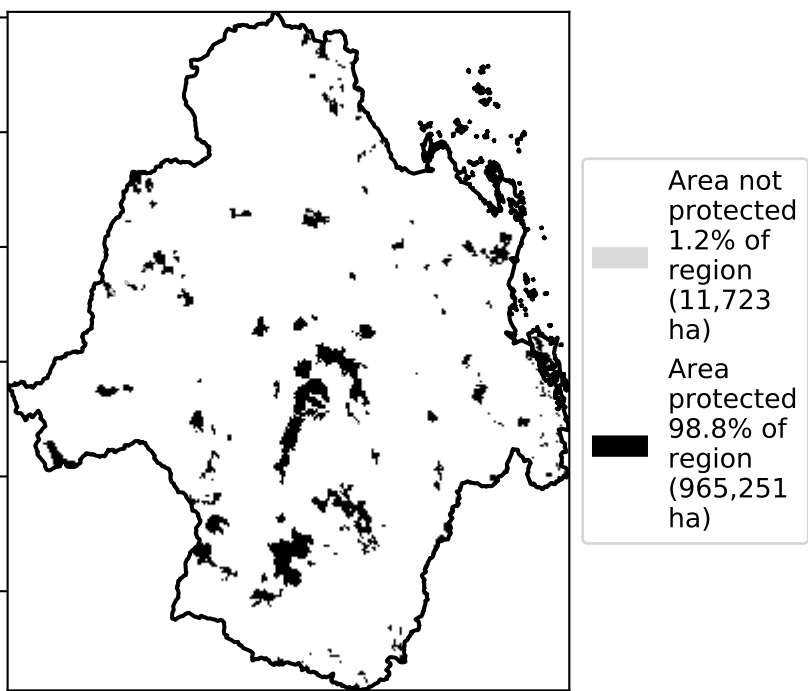 Area not
protected
1.2% of
region
(11,723
ha)
Area
protected
98.8% of
region
(965,251
ha)